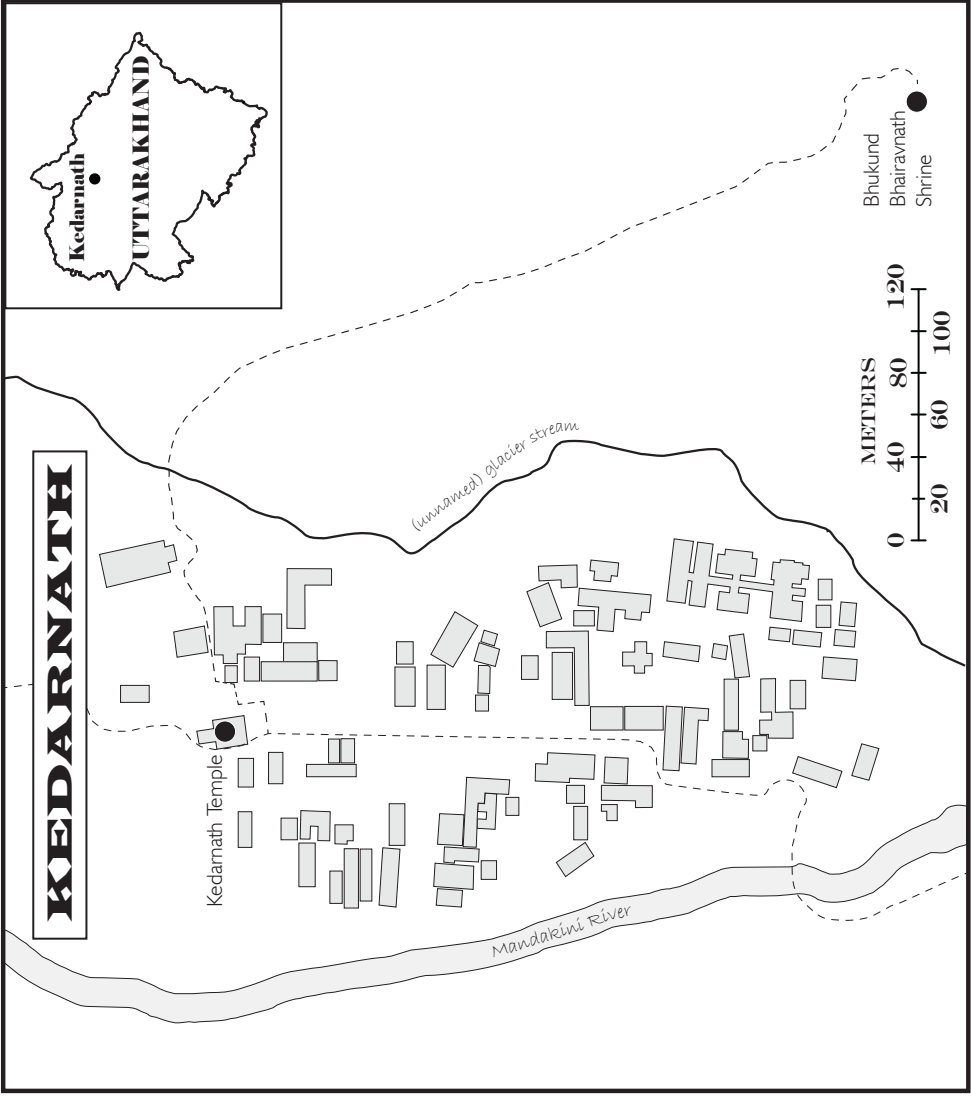 KEDARNATH
Kedarnath
UTTARAKHAND
Kedarnath Temple
Mandakini River
(unnamed) glacier stream
METERS
0 40 80 120
20 60 100
Bhukund
Bhairavnath
Shrine